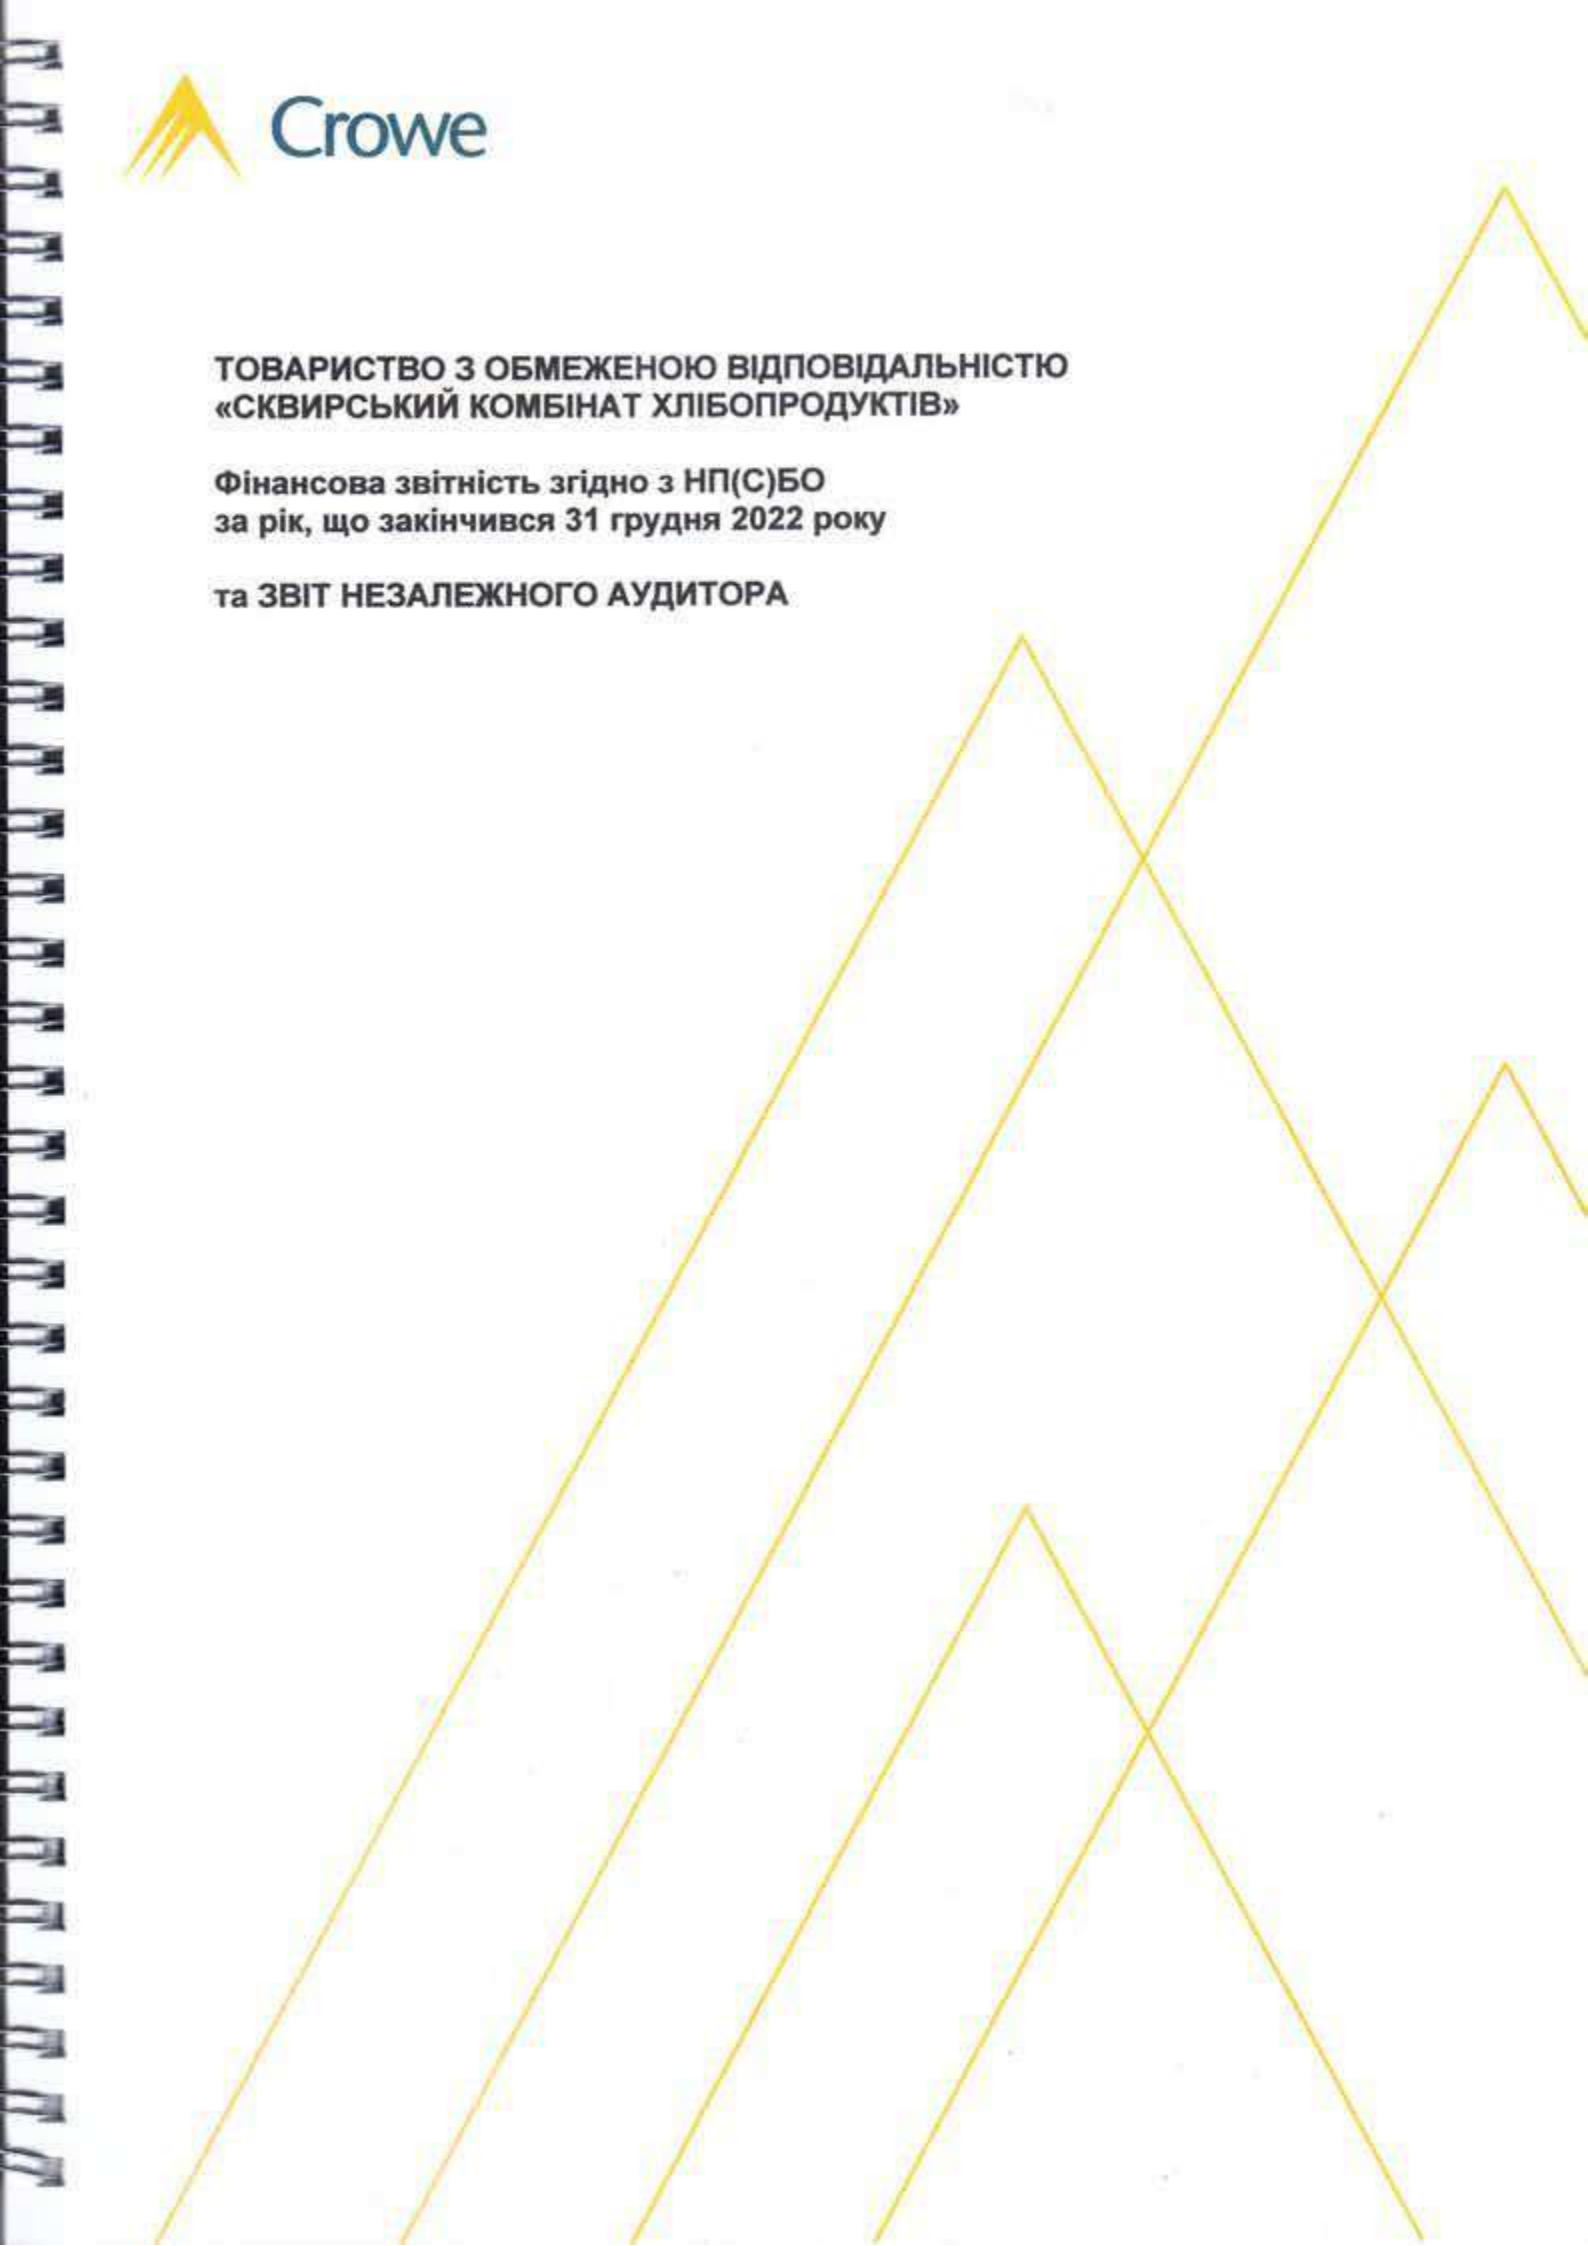 Crowe
ТОВАРИСТВО З ОБМЕЖЕНОЮ ВІДПОВІДАЛЬНІСТЮ
«СКВИРСЬКИЙ КОМБІНАТ ХЛІБОПРОДУКТІВ»
Фінансова звітність згідно з НП(С)БО
за рік, що закінчився 31 грудня 2022 року
та ЗВІТ НЕЗАЛЕЖНОГО АУДИТОРА